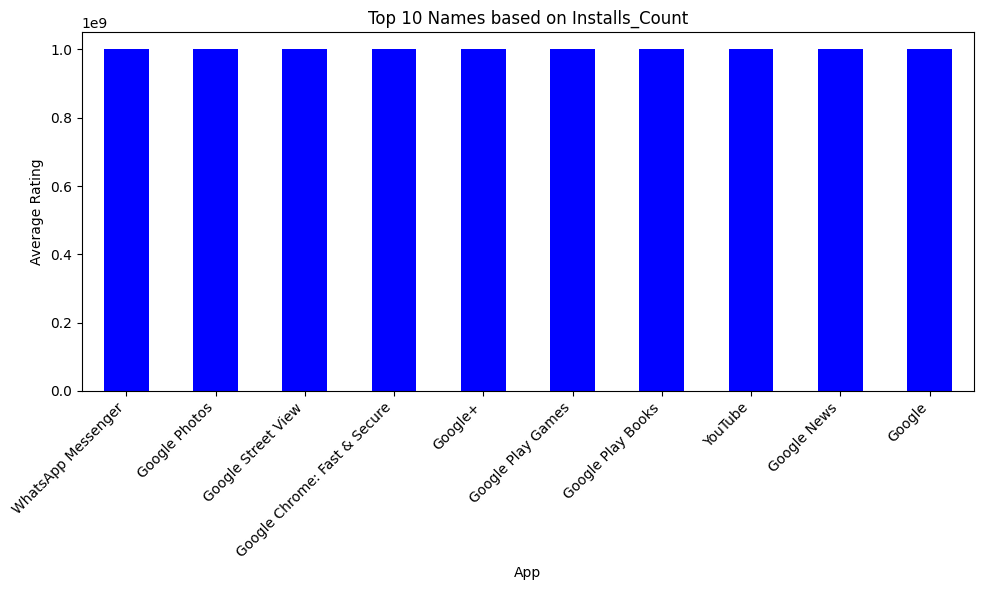 Top 10 Names based on Installs_Count
1e9
1.0
0.8
0.6
0.4
0.2
0.0
Average Rating
WhatsApp Messenger
Google Photos
Google Street View
Google Chrome: Fast & Secure
Google+
Google Play Games
Google Play Books
YouTube
Google News
Google
App